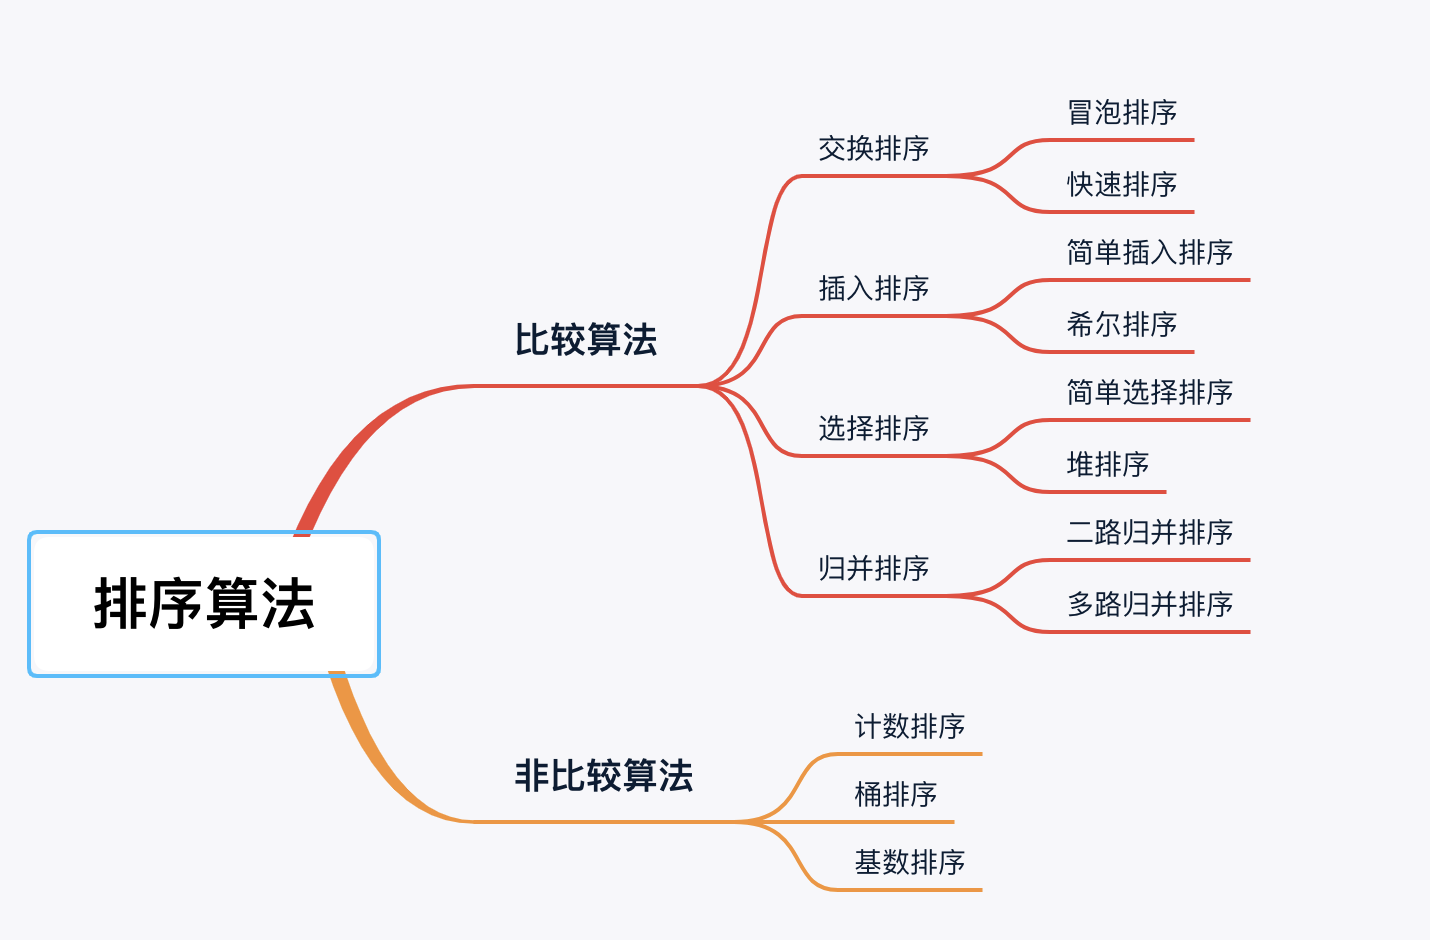 排序算法
比较算法
交换排序
冒泡排序
快速排序
插入排序
简单插入排序
希尔排序
选择排序
简单选择排序
堆排序
归并排序
二路归并排序
多路归并排序
非比较算法
计数排序
桶排序
基数排序